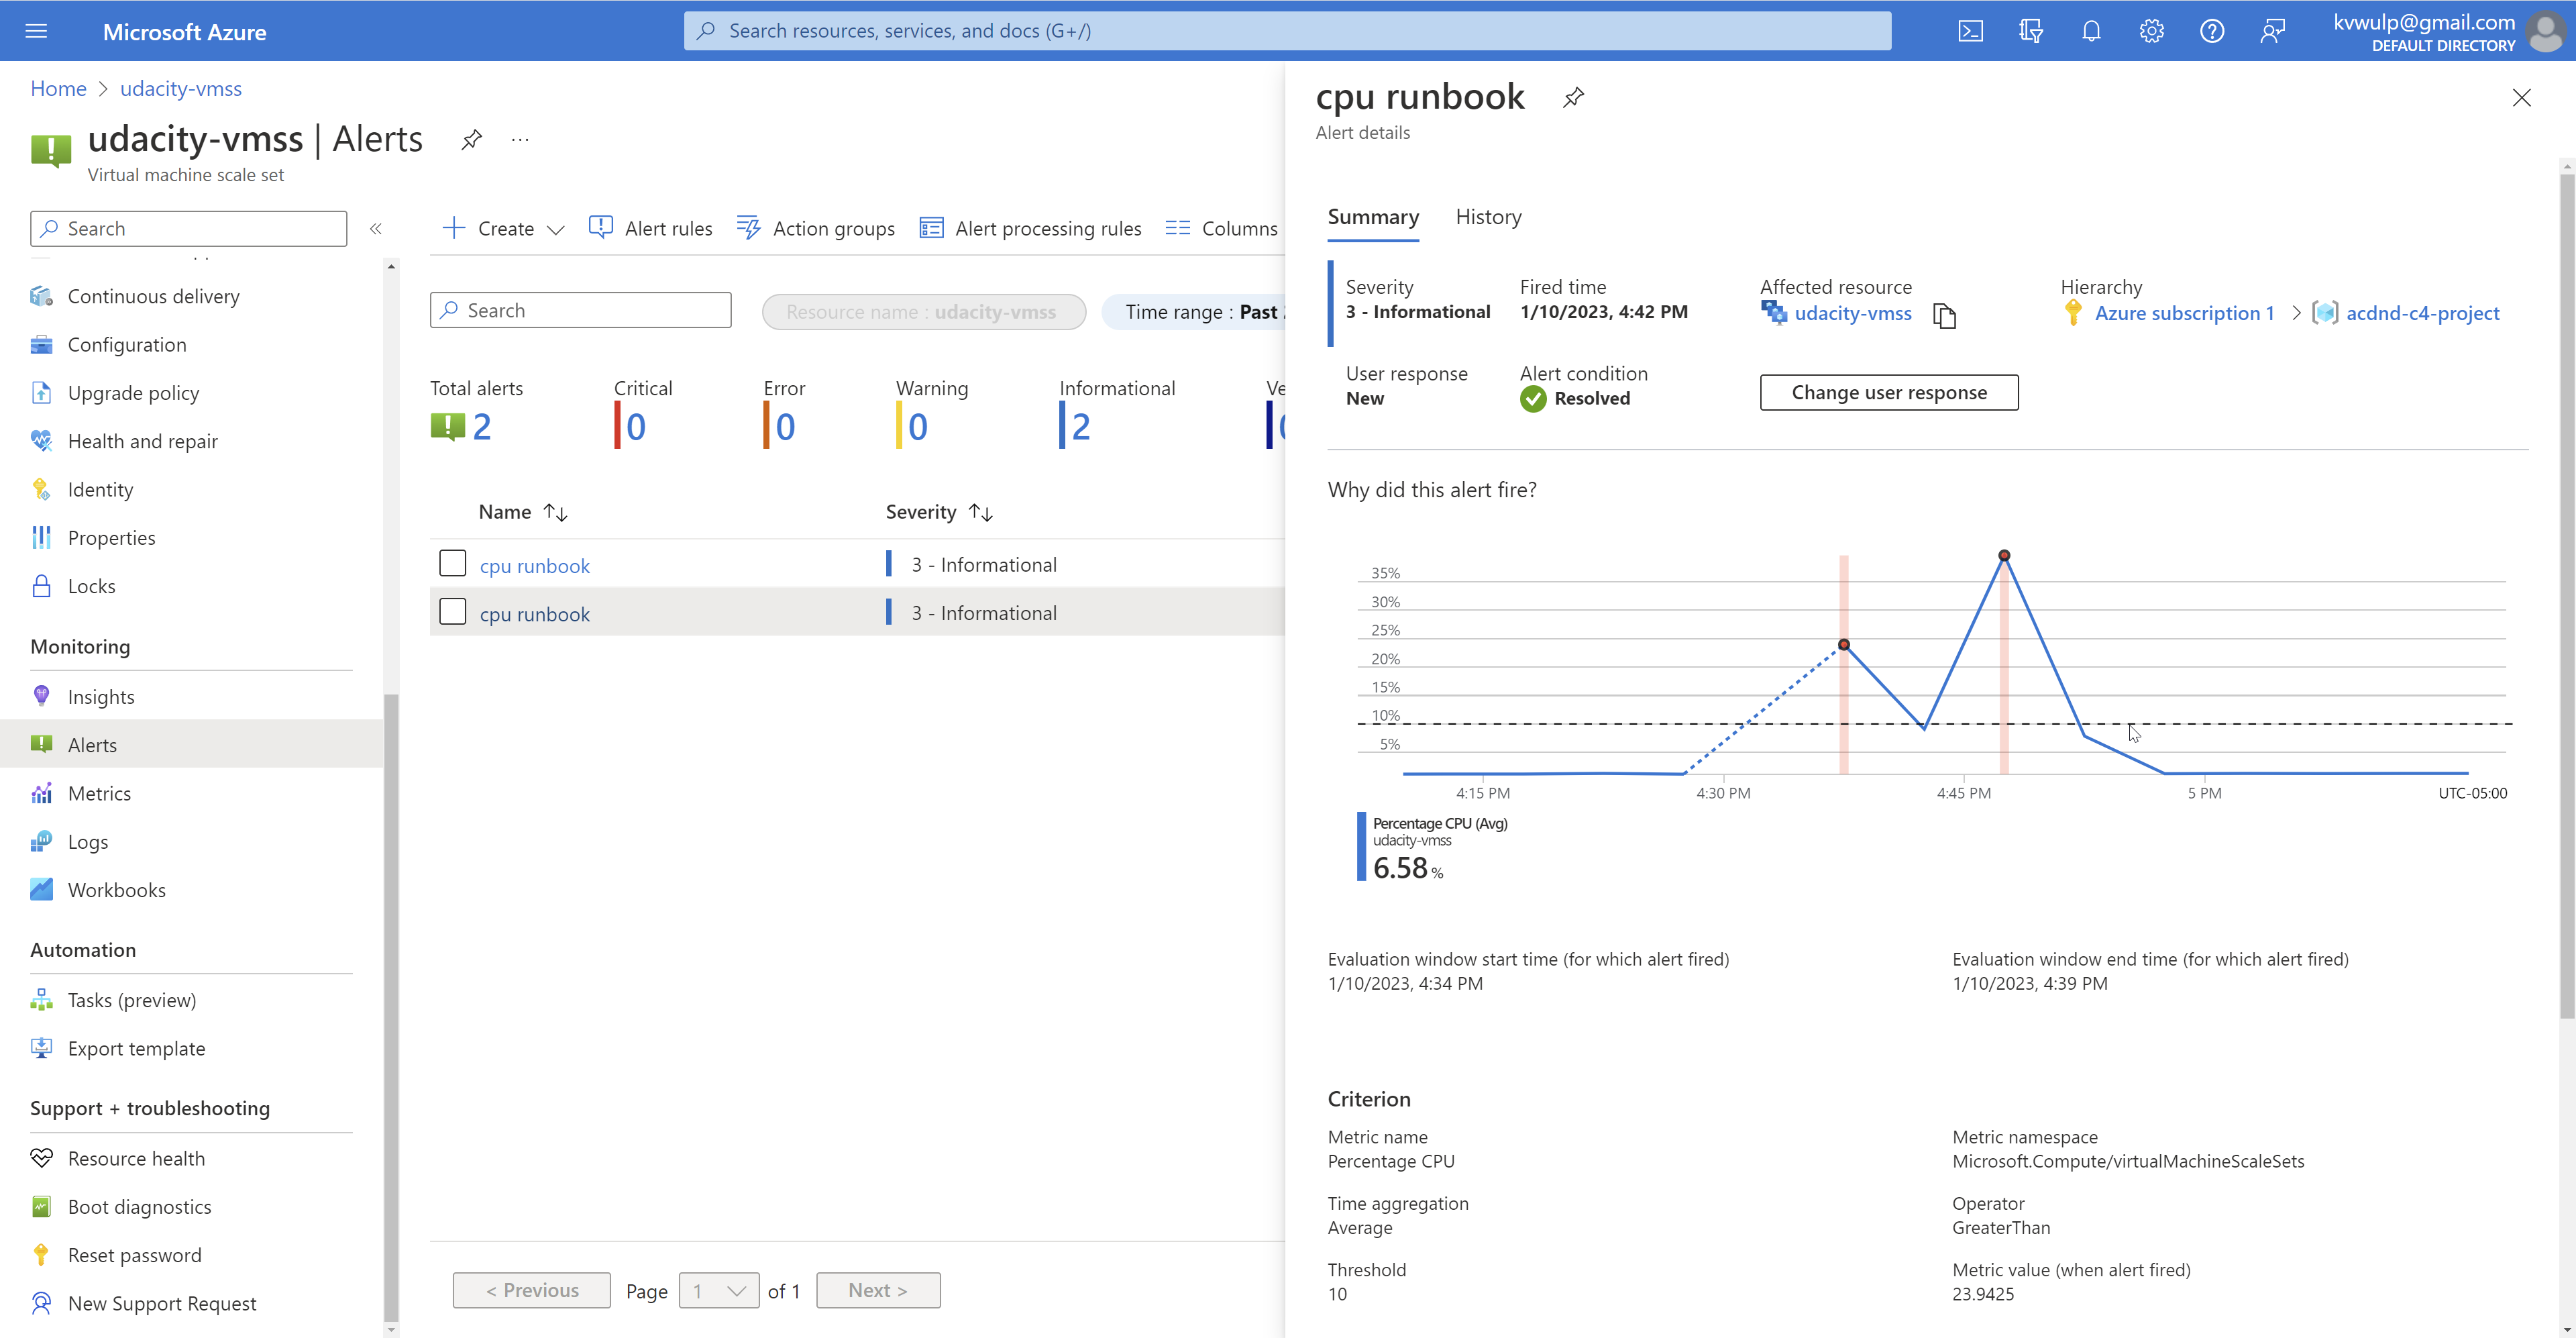 Microsoft Azure
Search resources, services, and docs (G+/)
kvwulp@gmail.com
DEFAULT DIRECTORY
Home > udacity-vmss
udacity-vmss | Alerts
Virtual machine scale set
Search
Continuous delivery
Configuration
Upgrade policy
Health and repair
Identity
Properties
Locks
Monitoring
Insights
Alerts
Metrics
Logs
Workbooks
Automation
Tasks (preview)
Export template
Support + troubleshooting
Resource health
Boot diagnostics
Reset password
New Support Request
Create
Alert rules
Action groups
Alert processing rules
Columns
Search
Resource name : udacity-vmss
Time range : Past
Total alerts
2
Critical
0
Error
0
Warning
0
Informational
2
Ve
Name
Severity
cpu runbook
3 - Informational
cpu runbook
3 - Informational
< Previous
Page 1 of 1
Next >
cpu runbook
Alert details
Summary
History
Severity
3 - Informational
Fired time
1/10/2023, 4:42 PM
Affected resource
udacity-vmss
Hierarchy
Azure subscription 1 > acdnd-c4-project
User response
New
Alert condition
Resolved
Change user response
Why did this alert fire?
35%
30%
25%
20%
15%
10%
5%
4:15 PM
4:30 PM
4:45 PM
5 PM
UTC-05:00
Percentage CPU (Avg)
udacity-vmss
6.58 %
Evaluation window start time (for which alert fired)
1/10/2023, 4:34 PM
Evaluation window end time (for which alert fired)
1/10/2023, 4:39 PM
Criterion
Metric name
Percentage CPU
Metric namespace
Microsoft.Compute/virtualMachineScaleSets
Time aggregation
Average
Operator
GreaterThan
Threshold
10
Metric value (when alert fired)
23.9425